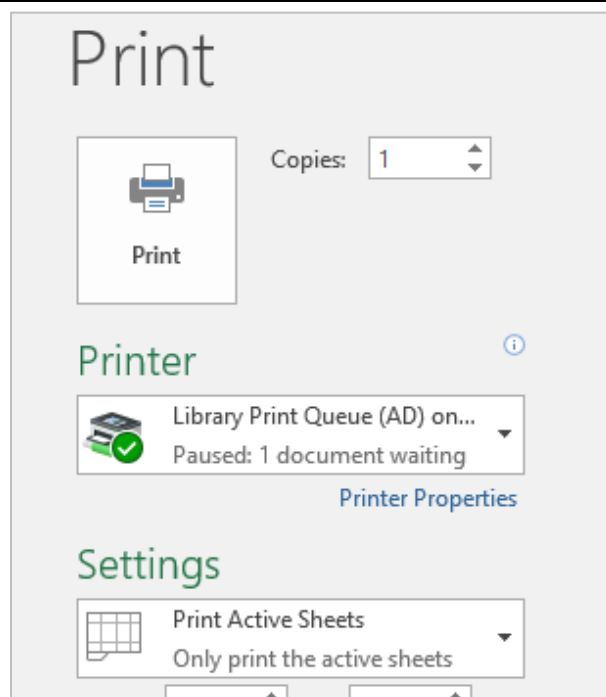 Print
Copies: 1
Print
Printer
Library Print Queue (AD) on...
Paused: 1 document waiting
Printer Properties
Settings
Print Active Sheets
Only print the active sheets